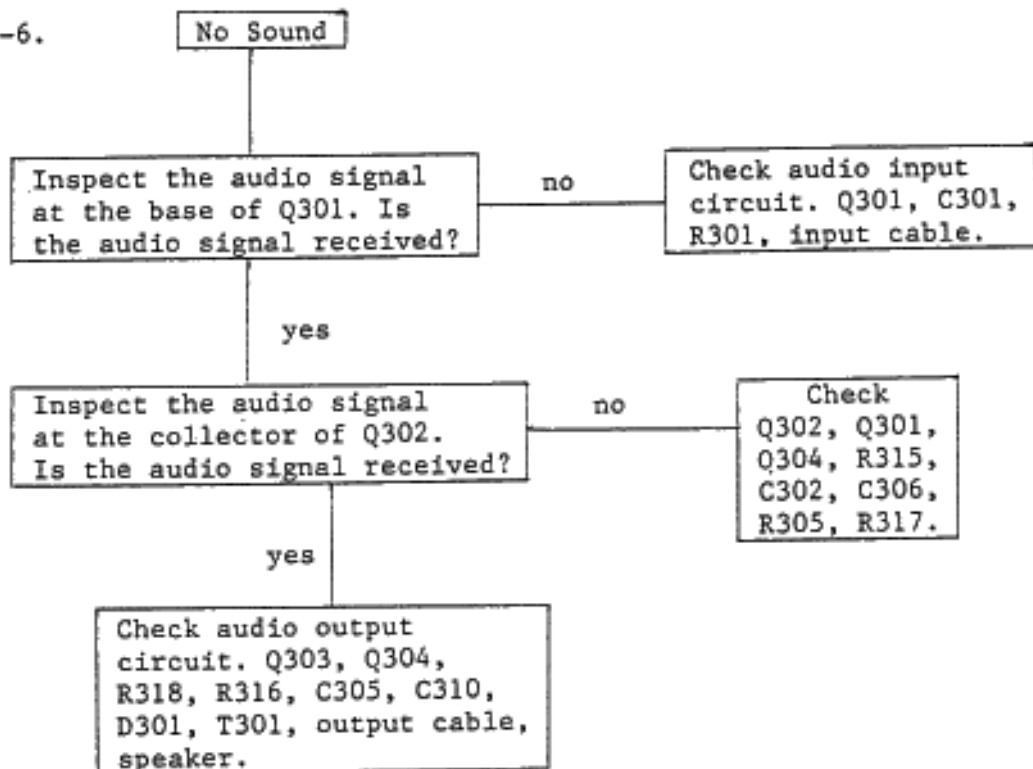 -6.
No Sound
Inspect the audio signal
at the base of Q301. Is
the audio signal received?
no
Check audio input
circuit. Q301, C301,
R301, input cable.
yes
Inspect the audio signal
at the collector of Q302.
Is the audio signal received?
no
Check
Q302, Q301,
Q304, R315,
C302, C306,
R305, R317.
yes
Check audio output
circuit. Q303, Q304,
R318, R316, C305, C310,
D301, T301, output cable,
speaker.